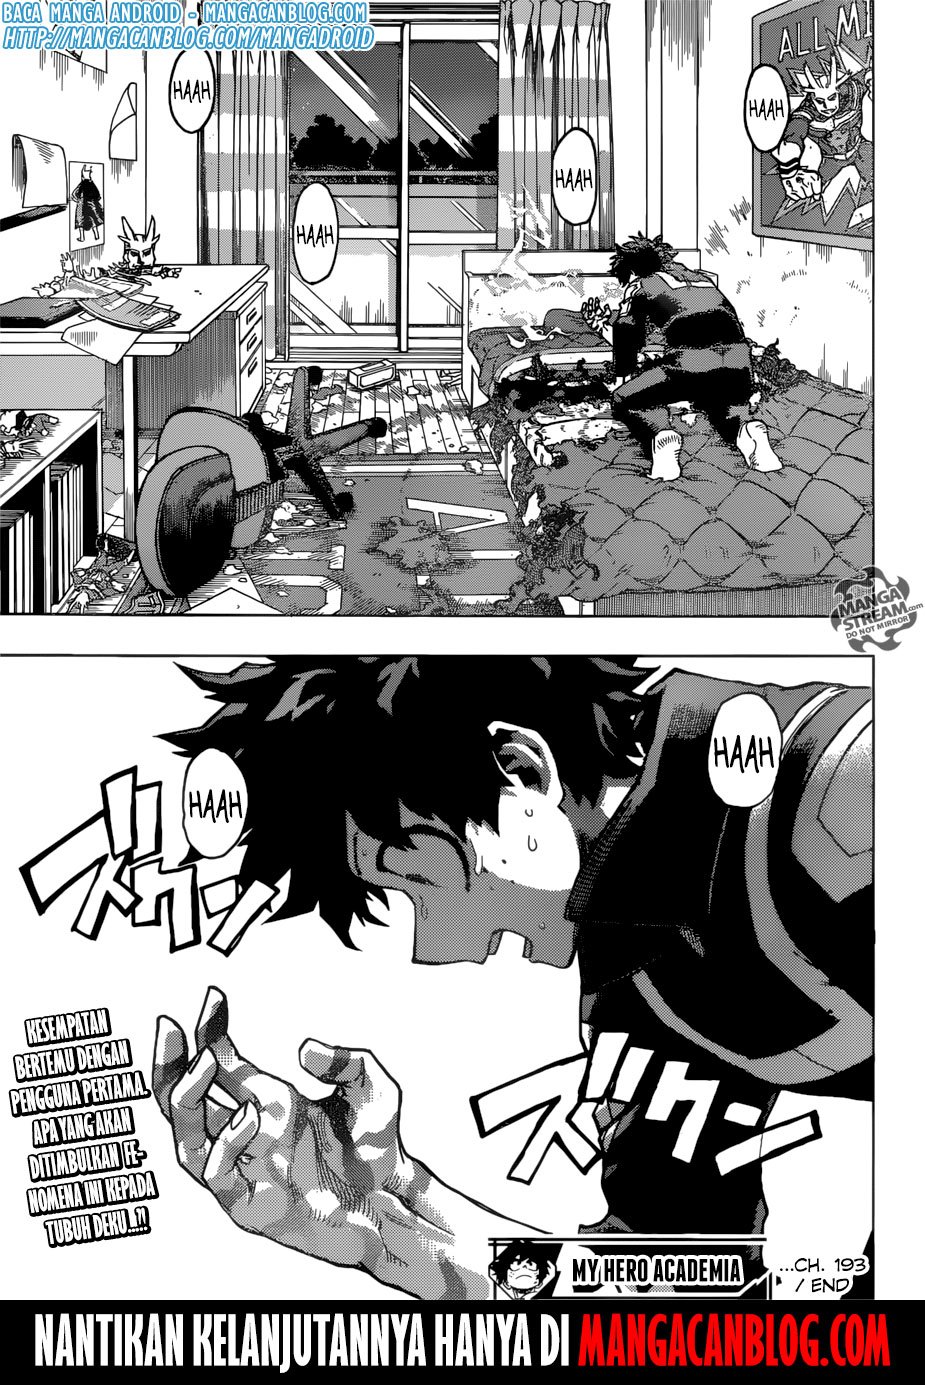 BACA MANGA ANDROID - MANGACANBLOG.COM
HTTP://MANGACANBLOG.COM/MANGADROID
HAAH
ALL MI
HAAH
HAAH
HAAH
A
MANGA
STREAM.com
DO NOT MIRROR
HAAH
HAAH
ズクン
ズクン
KESEMPATAN
BERTEMU DENGAN
PENGGUNA PERTAMA.
APA YANG AKAN
DITIMBULKAN FE-
NOMENA INI KEPADA
TUBUH DEKU...?!
MY HERO ACADEMIA
...CH. 193
/ END
NANTIKAN KELANJUTANNYA HANYA DI MANGACANBLOG.COM